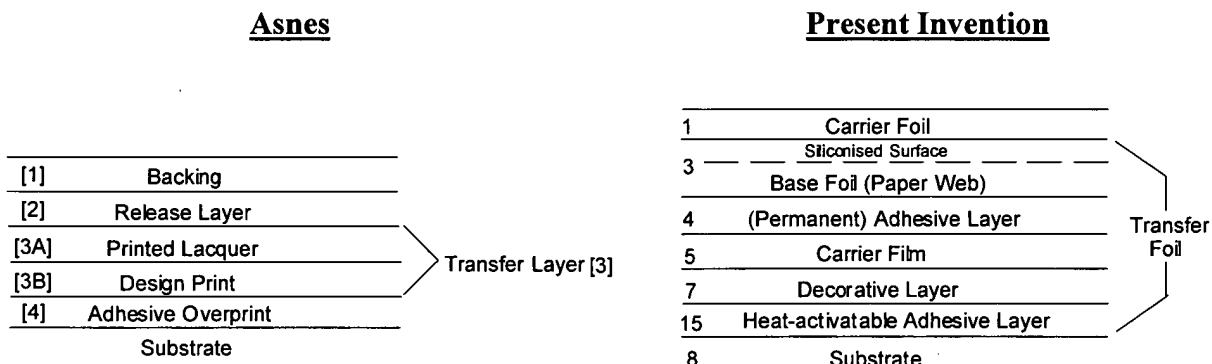 Asnes
[1] Backing
[2] Release Layer
[3A] Printed Lacquer
[3B] Design Print
[4] Adhesive Overprint
Substrate
Transfer Layer [3]
Present Invention
1 Carrier Foil
Siliconised Surface
3
Base Foil (Paper Web)
4 (Permanent) Adhesive Layer
5 Carrier Film
7 Decorative Layer
15 Heat-activatable Adhesive Layer
8 Substrate
Transfer
Foil